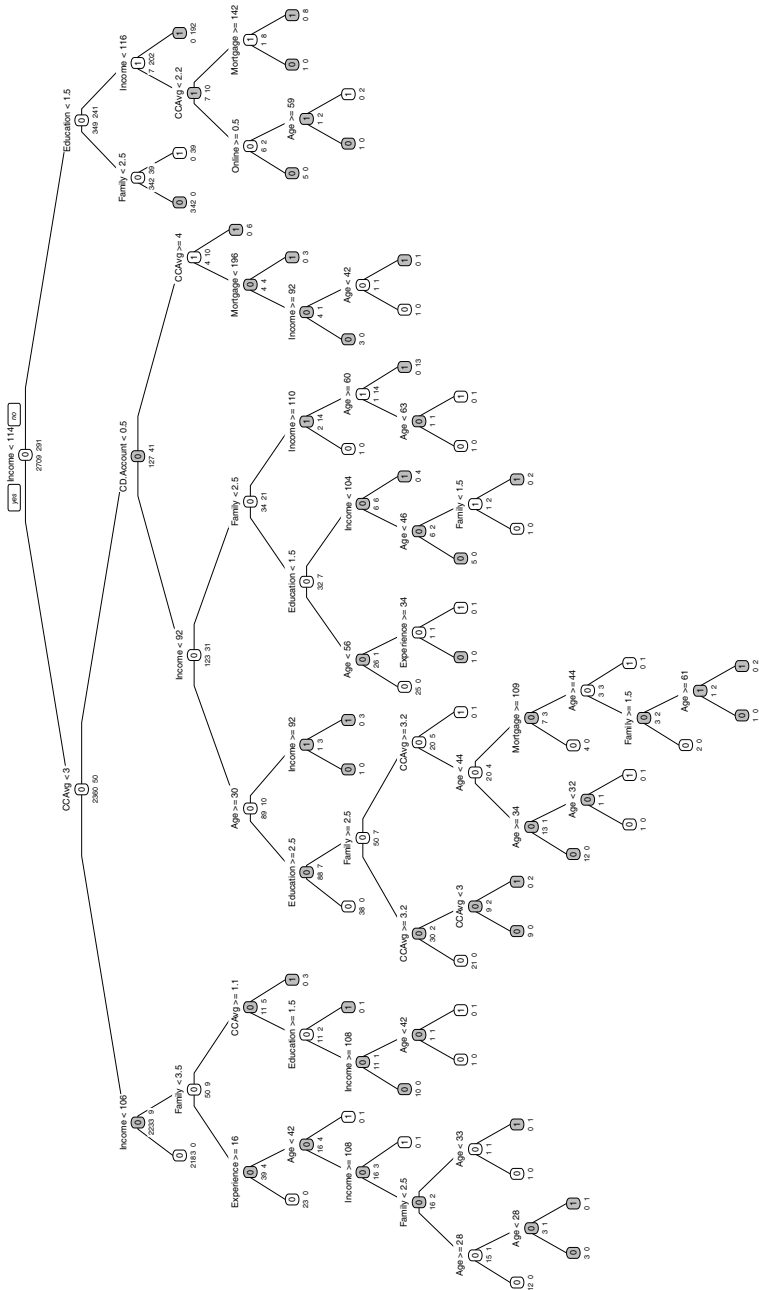 yes Income < 114 no
0
2709 291
CCAvg < 3 Education < 1.5
0 0
2360 50 349 241
Income < 106 CD.Account < 0.5 Family < 2.5 Income < 116
0 0 0 1
2233 9 127 41 342 39 7 202
Family < 3.5 Income < 92 CCAvg >= 4 CCAvg < 2.2
0 0 0 1 0 1 1 1
2183 0 50 9 123 31 4 10 342 0 0 39 7 10 0 192
Experience >= 16 CCAvg >= 1.1 Age >= 30 Family < 2.5 Mortgage < 196 Online >= 0.5 Mortgage >= 142
0 0 0 0 0 1 0 1
39 4 11 5 89 10 34 21 4 4 0 6 6 2 1 8
Age < 42 Education >= 1.5 Education >= 2.5 Income >= 92 Education < 1.5 Income >= 110 Income >= 92 Age >= 59
0 0 0 1 0 1 0 1 0 1 0 1 0 1
23 0 16 4 11 2 0 3 88 7 1 3 32 7 2 14 4 1 0 3 5 0 1 2 1 0 0 8
Income >= 108 Income >= 108 Family >= 2.5 Age < 56 Income < 104 Age >= 60 Age < 42
0 1 0 1 0 0 0 1 0 0 0 1 0 0 0 1
16 3 0 1 11 1 0 1 38 0 50 7 1 0 0 3 26 1 6 6 1 0 1 14 3 0 1 1 1 0 0 2
Family < 2.5 Age < 42 CCAvg >= 3.2 CCAvg >= 3.2 Experience >= 34 Age < 46 Age < 63
0 1 0 0 0 0 0 0 0 1 0 1 0 1
16 2 0 1 10 0 1 1 30 2 20 5 25 0 1 1 6 2 0 4 1 1 0 13 1 0 0 1
Age >= 28 Age < 33 CCAvg < 3 Age < 44 Family < 1.5
0 0 0 1 0 0 0 1 0 1 0 1 0 1
15 1 1 1 1 0 0 1 21 0 9 2 20 4 0 1 1 0 0 1 5 0 1 2 1 0 0 1
Age < 28 Age >= 34 Mortgage >= 109
0 0 0 1 0 1 0 0 0 1
12 0 3 1 1 0 0 1 9 0 0 2 13 1 7 3 1 0 0 2
Age < 32 Age >= 44
0 1 0 0 0 0
3 0 0 1 12 0 1 1 4 0 3 3
Family >= 1.5
0 1 0 1
1 0 0 1 3 2 0 1
Age >= 61
0 1
2 0 1 2
0 1
1 0 0 2